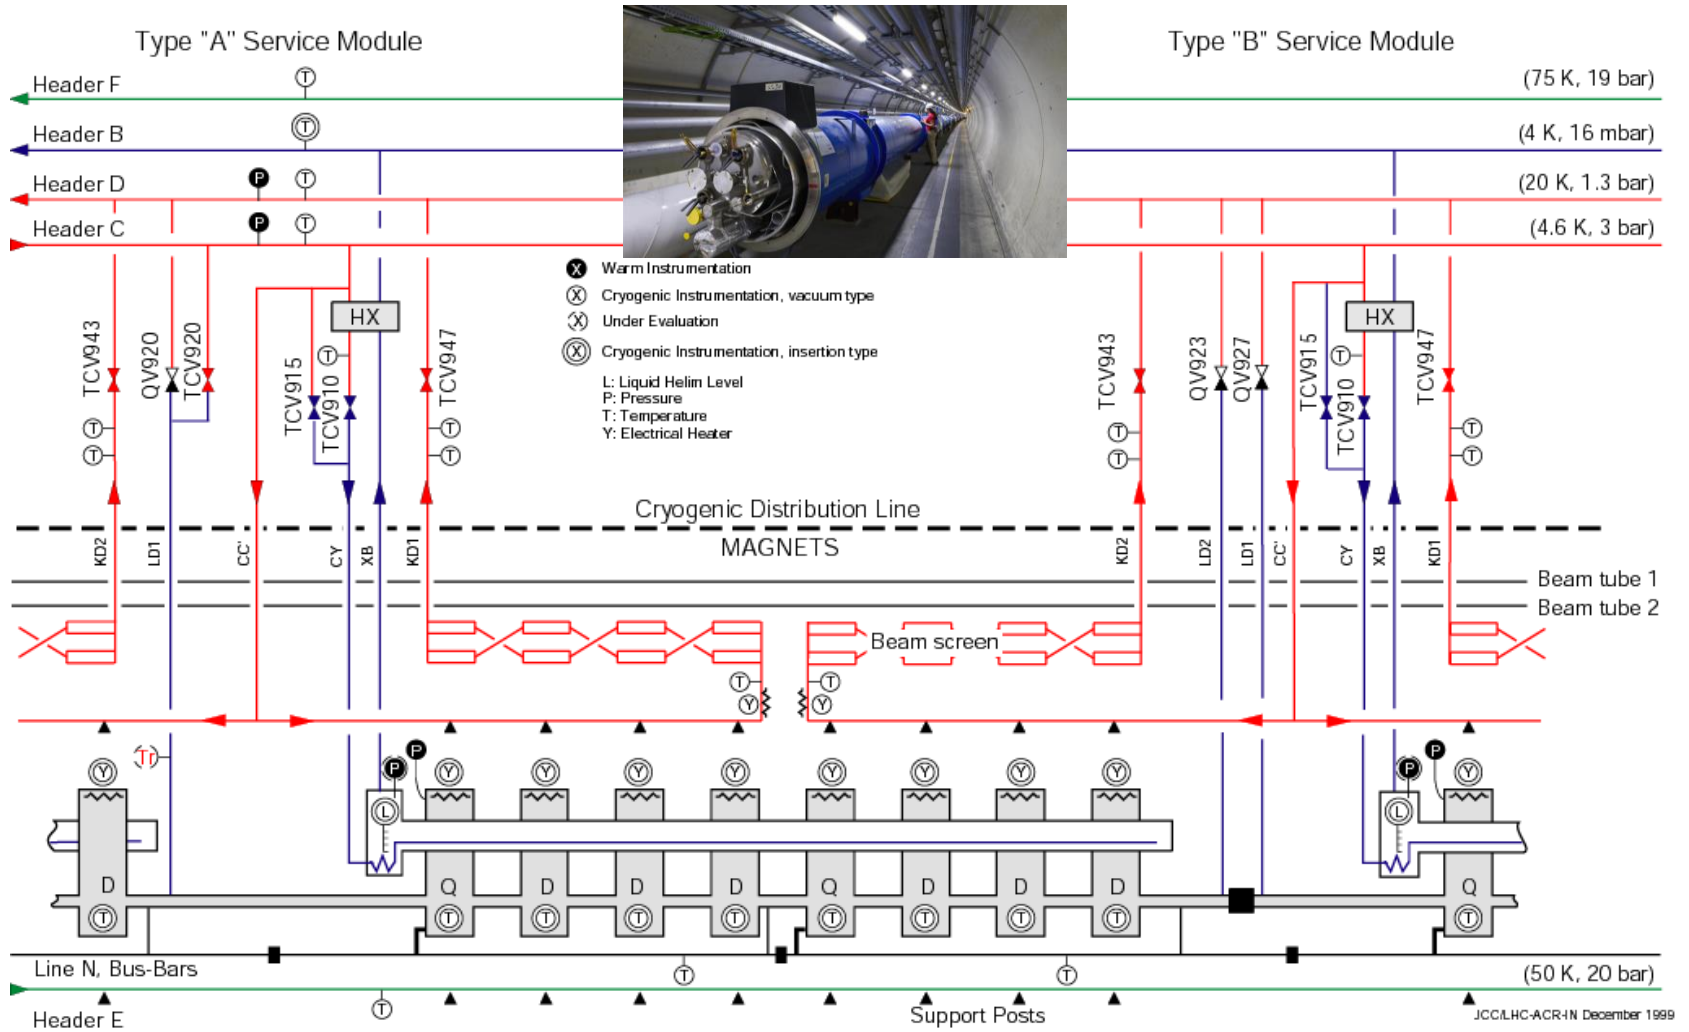 Type "A" Service Module
Type "B" Service Module
Header F
T
(75 K, 19 bar)
Header B
T
(4 K, 16 mbar)
Header D
P
T
(20 K, 1.3 bar)
Header C
P
T
(4.6 K, 3 bar)
X Warm Instrumentation
X Cryogenic Instrumentation, vacuum type
X Under Evaluation
X Cryogenic Instrumentation, insertion type
L: Liquid Helim Level
P: Pressure
T: Temperature
Y: Electrical Heater
TCV943
QV920
TCV920
TCV915
TCV910
HX
T
TCV947
T
T
T
T
TCV943
QV923
QV927
TCV915
TCV910
HX
T
TCV947
T
T
T
T
Cryogenic Distribution Line
MAGNETS
KD2
LD1
CC'
CY
XB
KD1
KD2
LD2
LD1
CC'
CY
XB
KD1
Beam tube 1
Beam tube 2
Beam screen
T
Y
T
Y
Tr
P
P
P
P
Y
Y
Y
Y
Y
Y
Y
Y
Y
Y
L
L
D
Q
D
D
D
Q
D
D
D
Q
T
T
T
T
T
T
T
T
T
T
Line N, Bus-Bars
T
T
(50 K, 20 bar)
Header E
T
Support Posts
JCC/LHC-ACR-IN December 1999